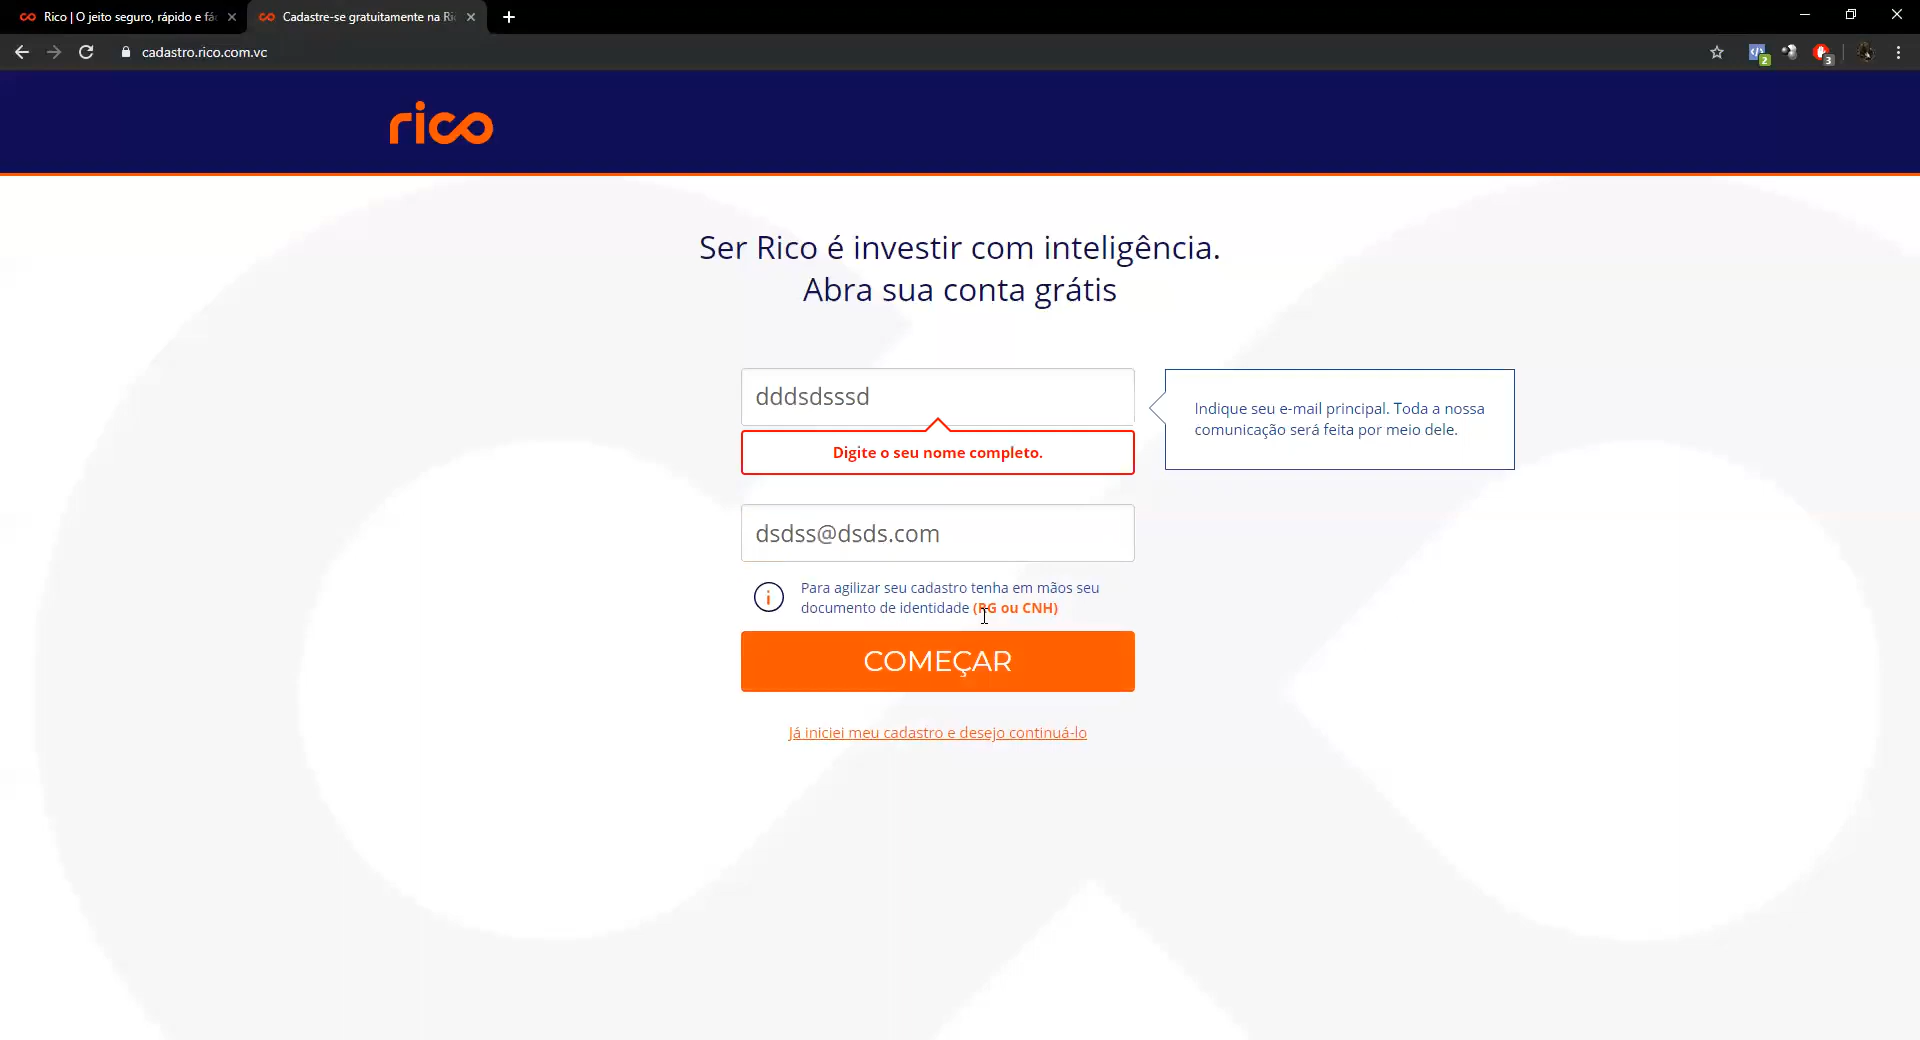 Rico | O jeito seguro, rápido e fá
Cadastre-se gratuitamente na Ri
cadastro.rico.com.vc
2
3
rico
Ser Rico é investir com inteligência.
Abra sua conta grátis
dddsdsssd
Digite o seu nome completo.
Indique seu e-mail principal. Toda a nossa
comunicação será feita por meio dele.
dsdss@dsds.com
Para agilizar seu cadastro tenha em mãos seu
documento de identidade (RG ou CNH)
COMEÇAR
Já iniciei meu cadastro e desejo continuá-lo